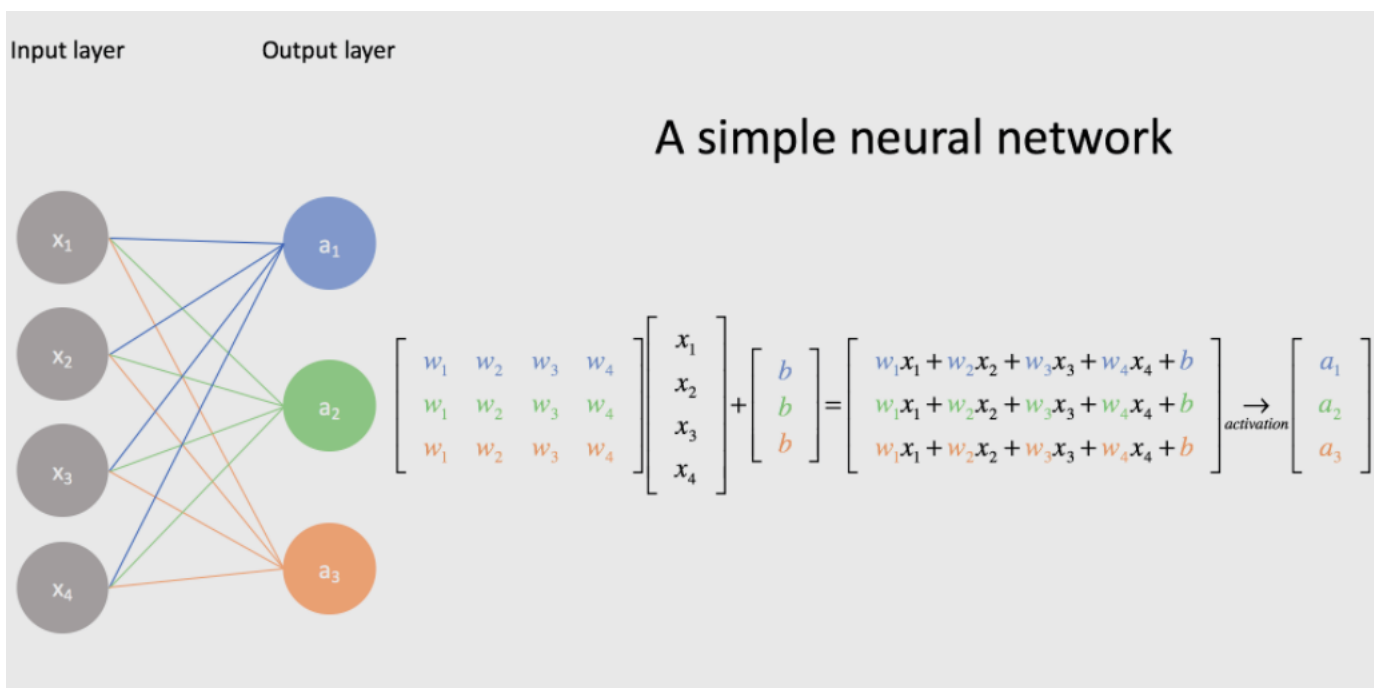 Input layer
Output layer
A simple neural network
x₁
x₂
x₃
x₄
a₁
a₂
a₃
w₁ w₂ w₃ w₄
w₁ w₂ w₃ w₄
w₁ w₂ w₃ w₄
x₁
x₂
x₃
x₄
+
b
b
b
=
w₁x₁ + w₂x₂ + w₃x₃ + w₄x₄ + b
w₁x₁ + w₂x₂ + w₃x₃ + w₄x₄ + b
w₁x₁ + w₂x₂ + w₃x₃ + w₄x₄ + b
→
activation
a₁
a₂
a₃